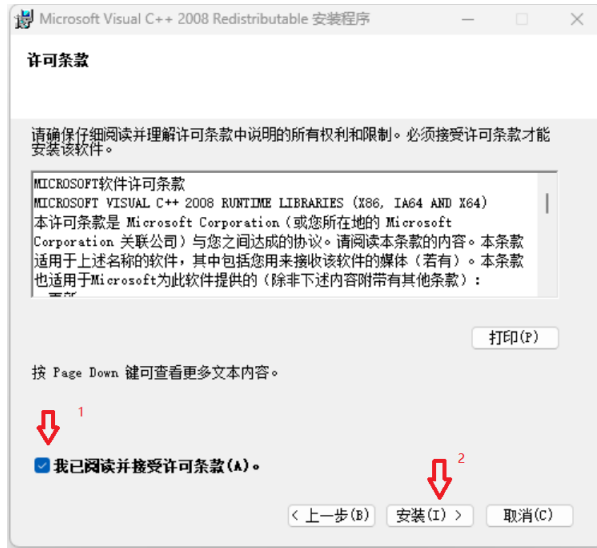 Microsoft Visual C++ 2008 Redistributable 安装程序
许可条款
请确保仔细阅读并理解许可条款中说明的所有权利和限制。必须接受许可条款才能
安装该软件。
MICROSOFT软件许可条款
MICROSOFT VISUAL C++ 2008 RUNTIME LIBRARIES (X86, IA64 AND X64)
本许可条款是 Microsoft Corporation（或您所在地的 Microsoft
Corporation 关联公司）与您之间达成的协议。请阅读本条款的内容。本条款
适用于上述名称的软件，其中包括您用来接收该软件的媒体（若有）。本条款
也适用于Microsoft为此软件提供的（除非下述内容附带有其他条款）：
打印(P)
按 Page Down 键可查看更多文本内容。
1
我已阅读并接受许可条款(A)。
2
< 上一步(B)
安装(I) >
取消(C)